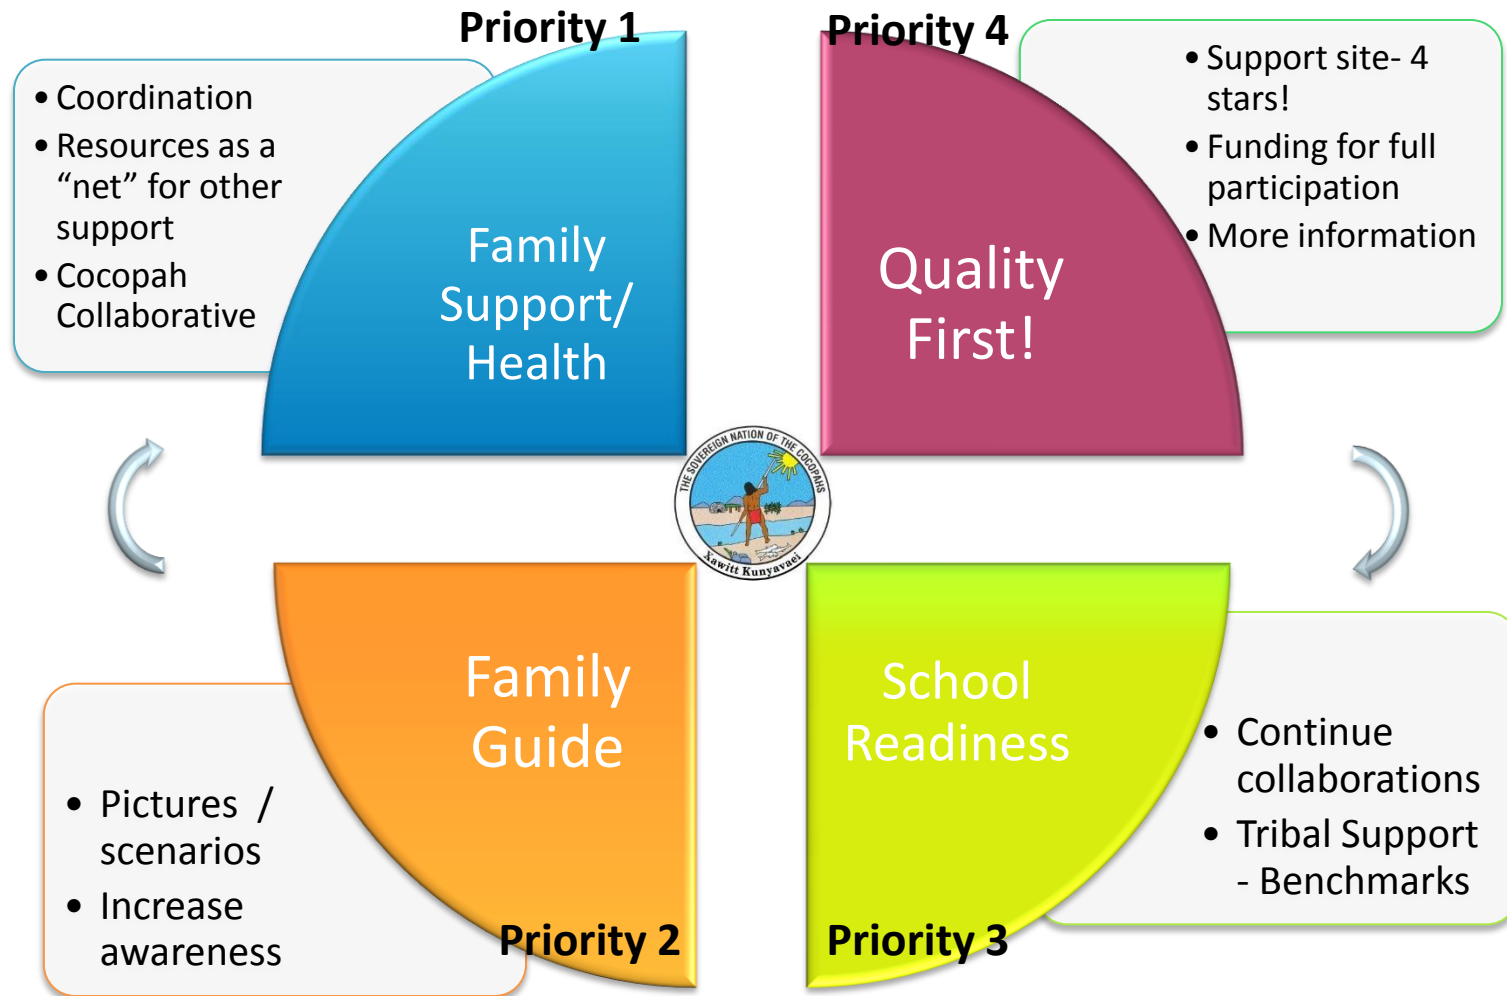 Priority 1
• Coordination
• Resources as a
“net” for other
support
• Cocopah
Collaborative
Family
Support/
Health
Priority 4
• Support site- 4
stars!
• Funding for full
participation
• More information
Quality
First!
THE SOVEREIGN NATION OF THE COCOPAHS
Xawitt Kunyavaei
Family
Guide
• Pictures / 
scenarios
• Increase
awareness
Priority 2
School
Readiness
• Continue
collaborations
• Tribal Support
- Benchmarks
Priority 3